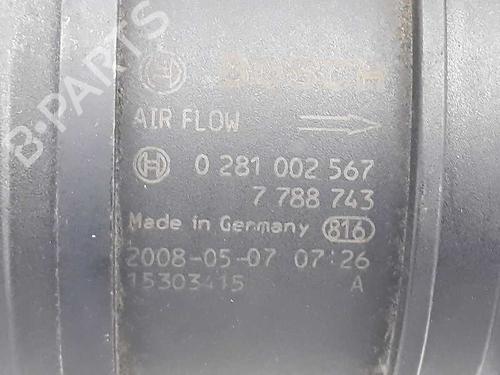 B-PARTS
BOSCH
AIR FLOW
0 281 002 567
7 788 743
Made in Germany 816
2008-05-07 07:26
15303415 A